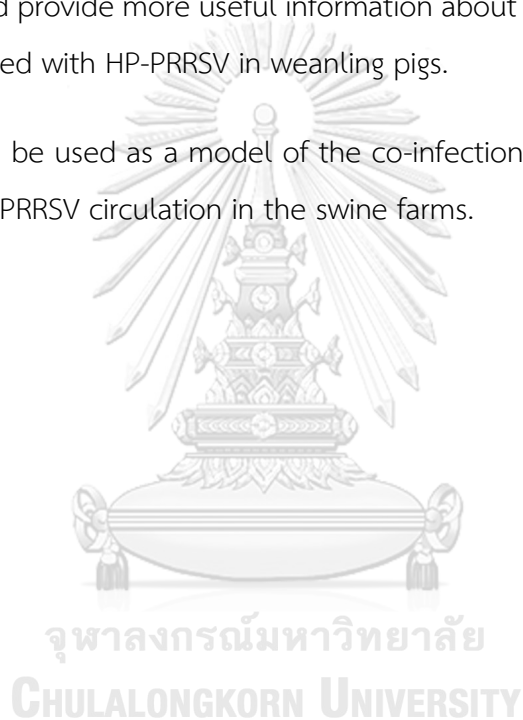 d provide more useful information about
ed with HP-PRRSV in weanling pigs.
be used as a model of the co-infection
PRRSV circulation in the swine farms.
จุฬาลงกรณ์มหาวิทยาลัย
CHULALONGKORN UNIVERSITY